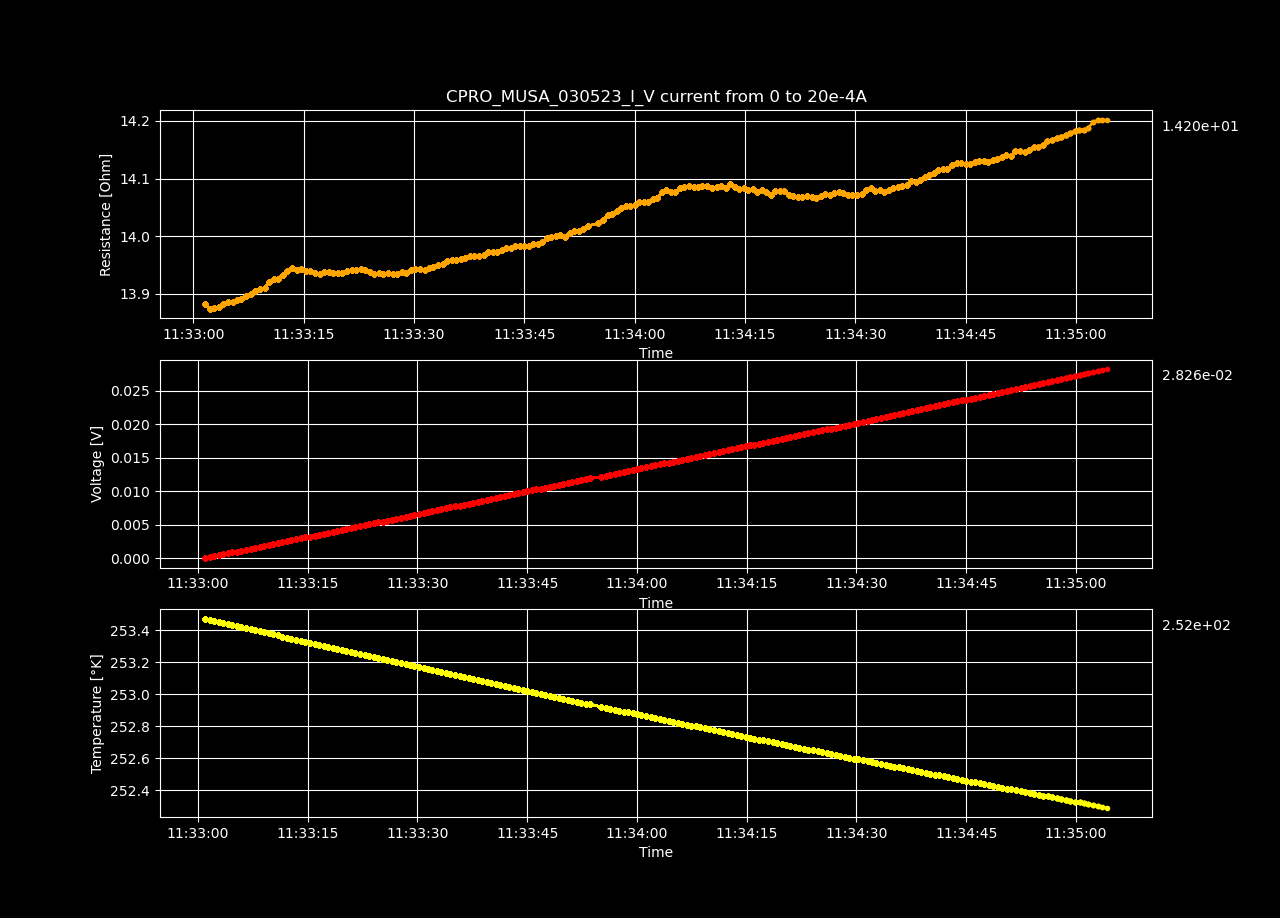 CPRO_MUSA_030523_I_V current from 0 to 20e-4A
14.2
14.1
14.0
13.9
Resistance [Ohm]
1.420e+01
11:33:00 11:33:15 11:33:30 11:33:45 11:34:00 11:34:15 11:34:30 11:34:45 11:35:00
Time
0.025
0.020
0.015
0.010
0.005
0.000
Voltage [V]
2.826e-02
11:33:00 11:33:15 11:33:30 11:33:45 11:34:00 11:34:15 11:34:30 11:34:45 11:35:00
Time
253.4
253.2
253.0
252.8
252.6
252.4
Temperature [°K]
2.52e+02
11:33:00 11:33:15 11:33:30 11:33:45 11:34:00 11:34:15 11:34:30 11:34:45 11:35:00
Time